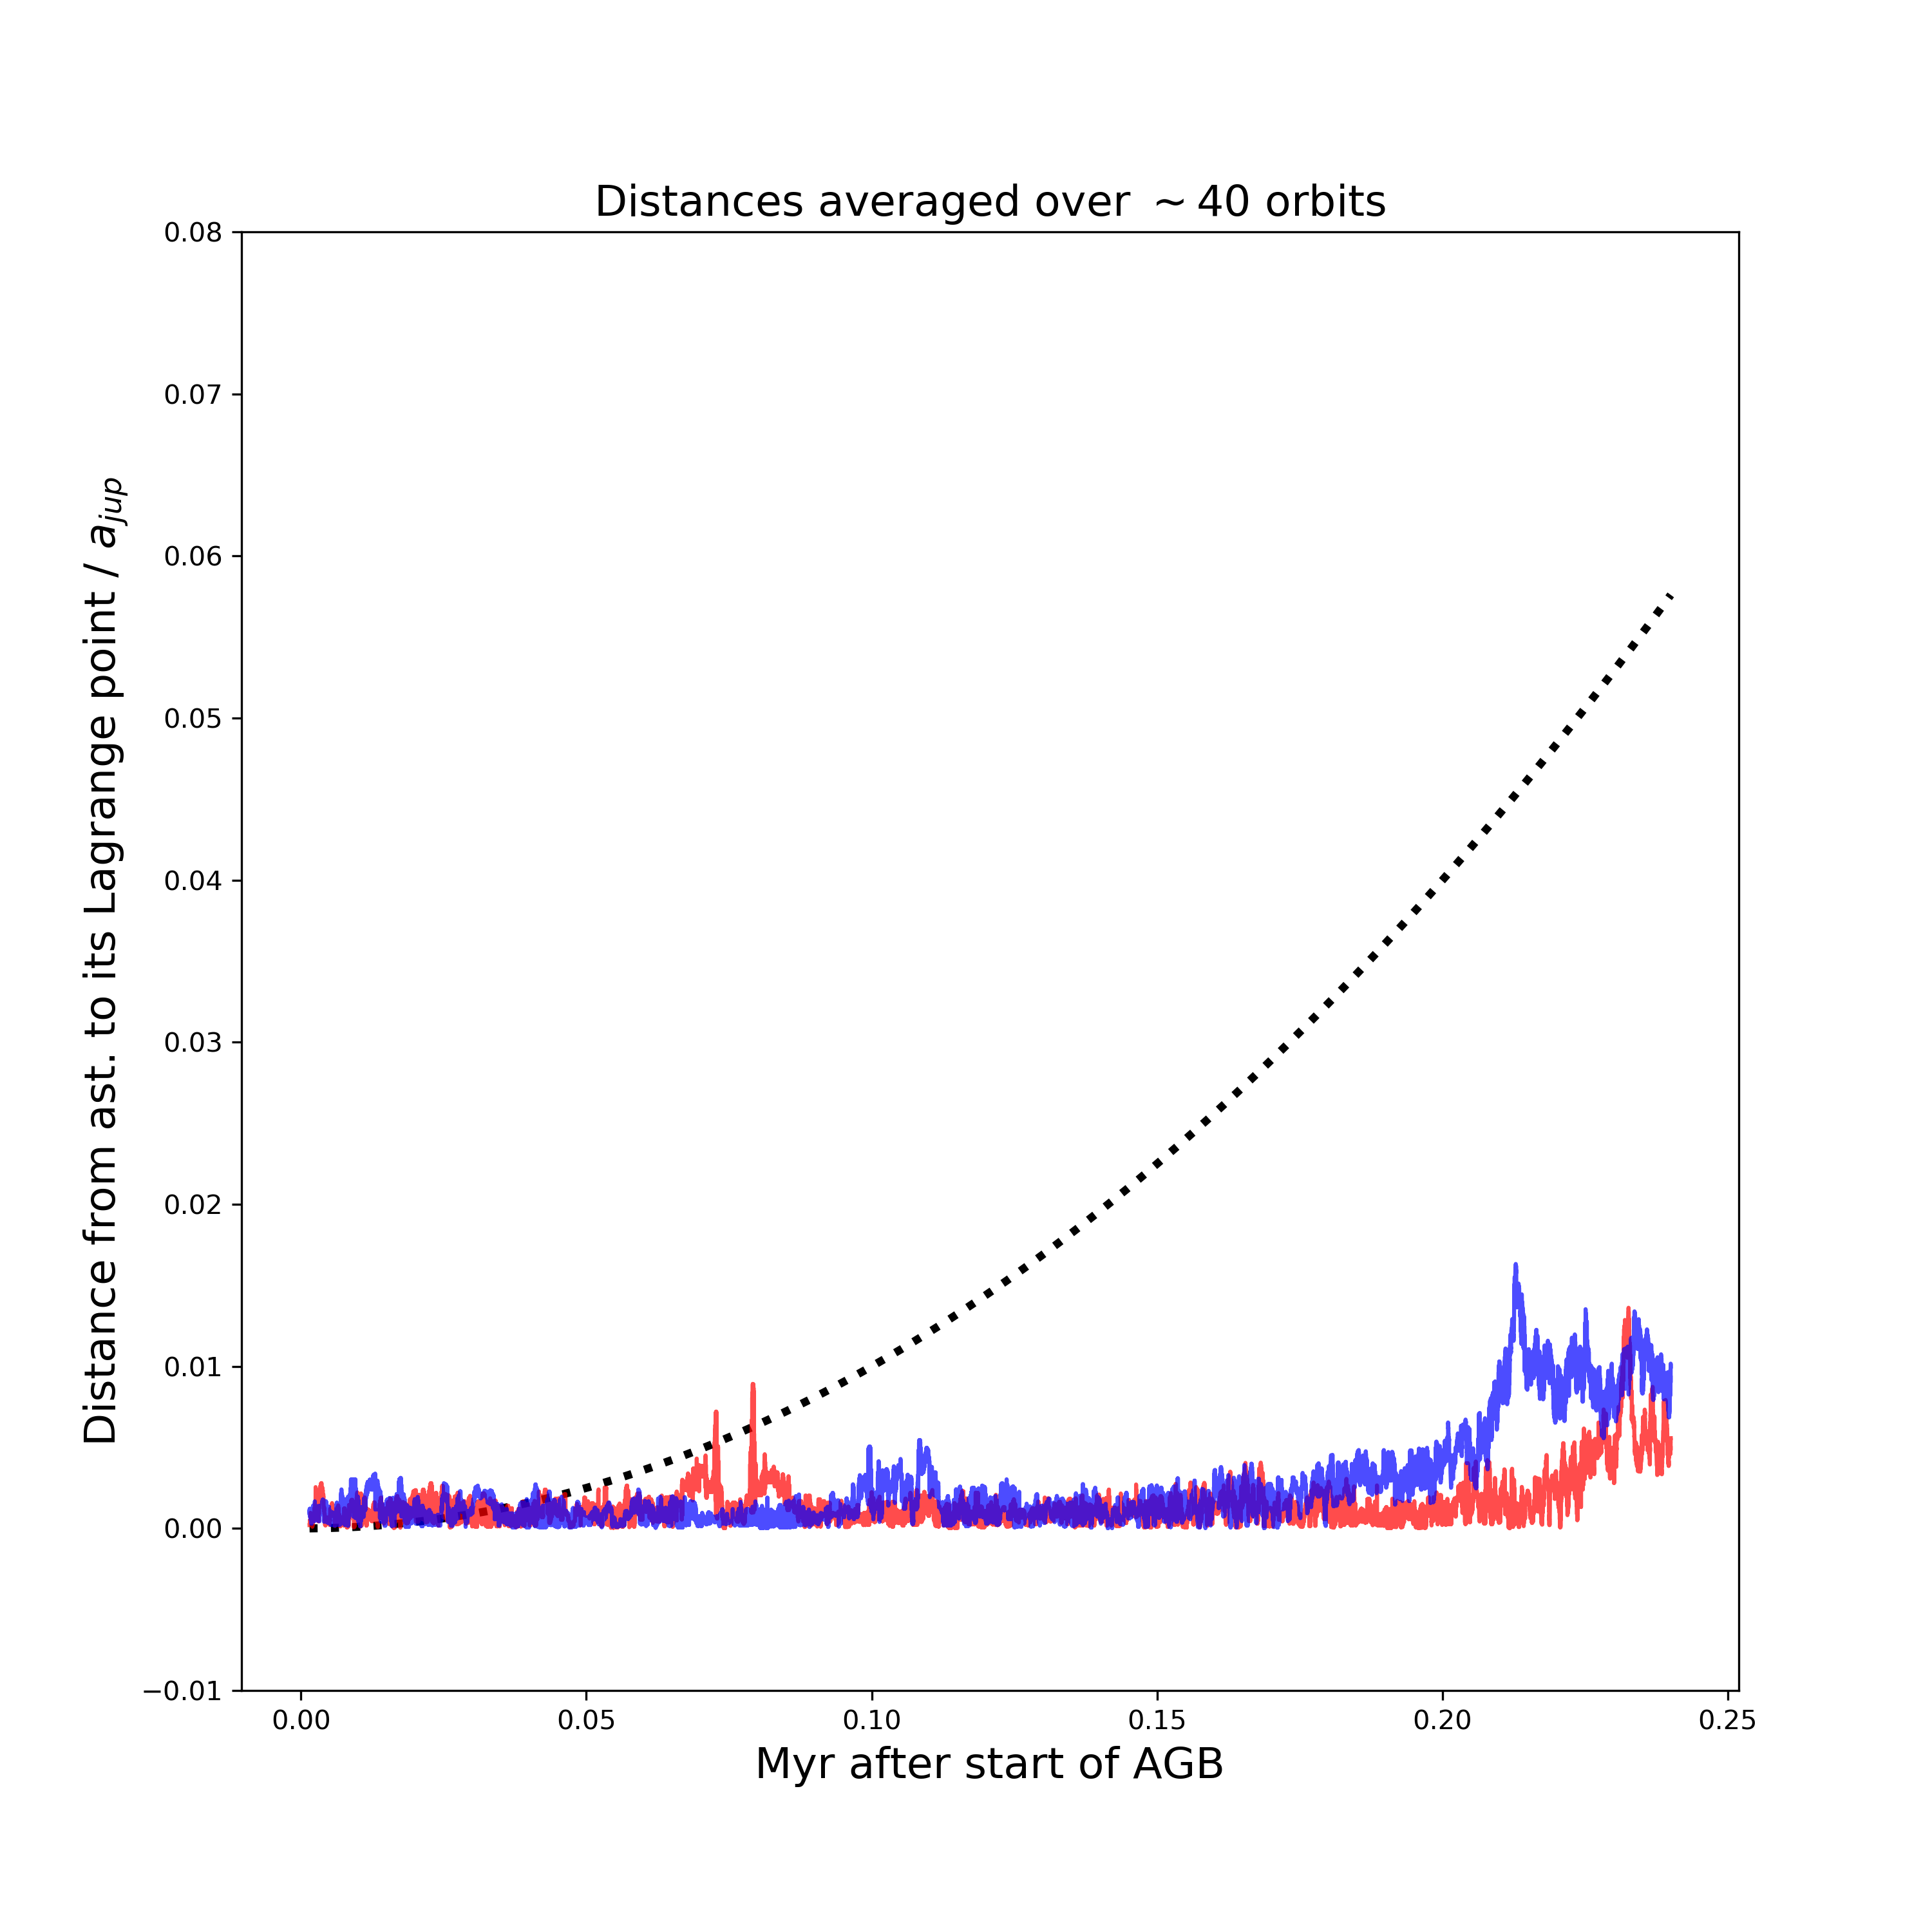 Distances averaged over ∼ 40 orbits
0.08
0.07
0.06
0.05
0.04
0.03
0.02
0.01
0.00
−0.01
Distance from ast. to its Lagrange point / a_jup
0.00 0.05 0.10 0.15 0.20 0.25
Myr after start of AGB